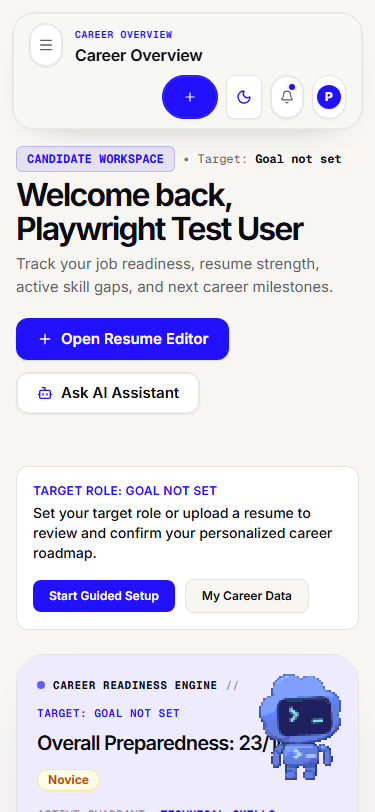 CAREER OVERVIEW
Career Overview
P
CANDIDATE WORKSPACE • Target: Goal not set
Welcome back,
Playwright Test User
Track your job readiness, resume strength,
active skill gaps, and next career milestones.
+ Open Resume Editor
Ask AI Assistant
TARGET ROLE: GOAL NOT SET
Set your target role or upload a resume to
review and confirm your personalized career
roadmap.
Start Guided Setup
My Career Data
CAREER READINESS ENGINE //
TARGET: GOAL NOT SET
Overall Preparedness: 23/
Novice